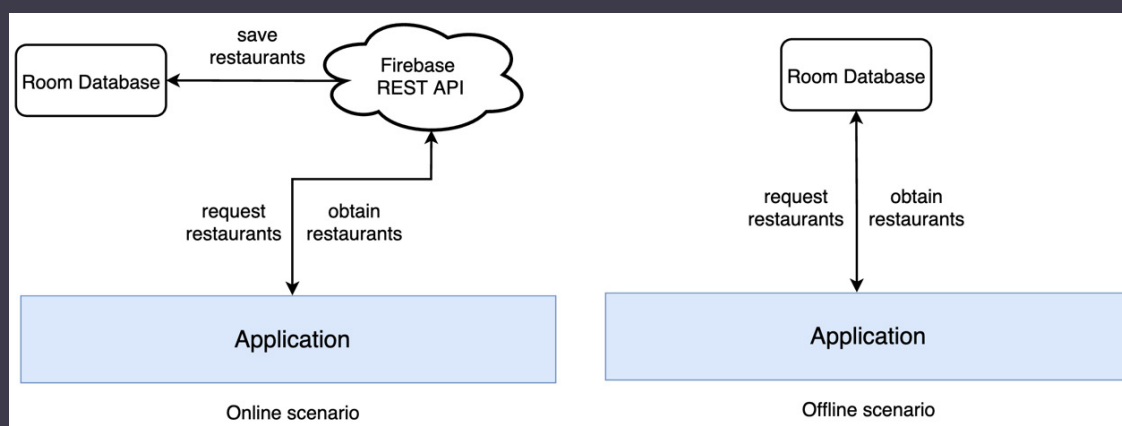 save
restaurants
Room Database
Firebase
REST API
request
restaurants
obtain
restaurants
Application
Online scenario
Room Database
request
restaurants
obtain
restaurants
Application
Offline scenario